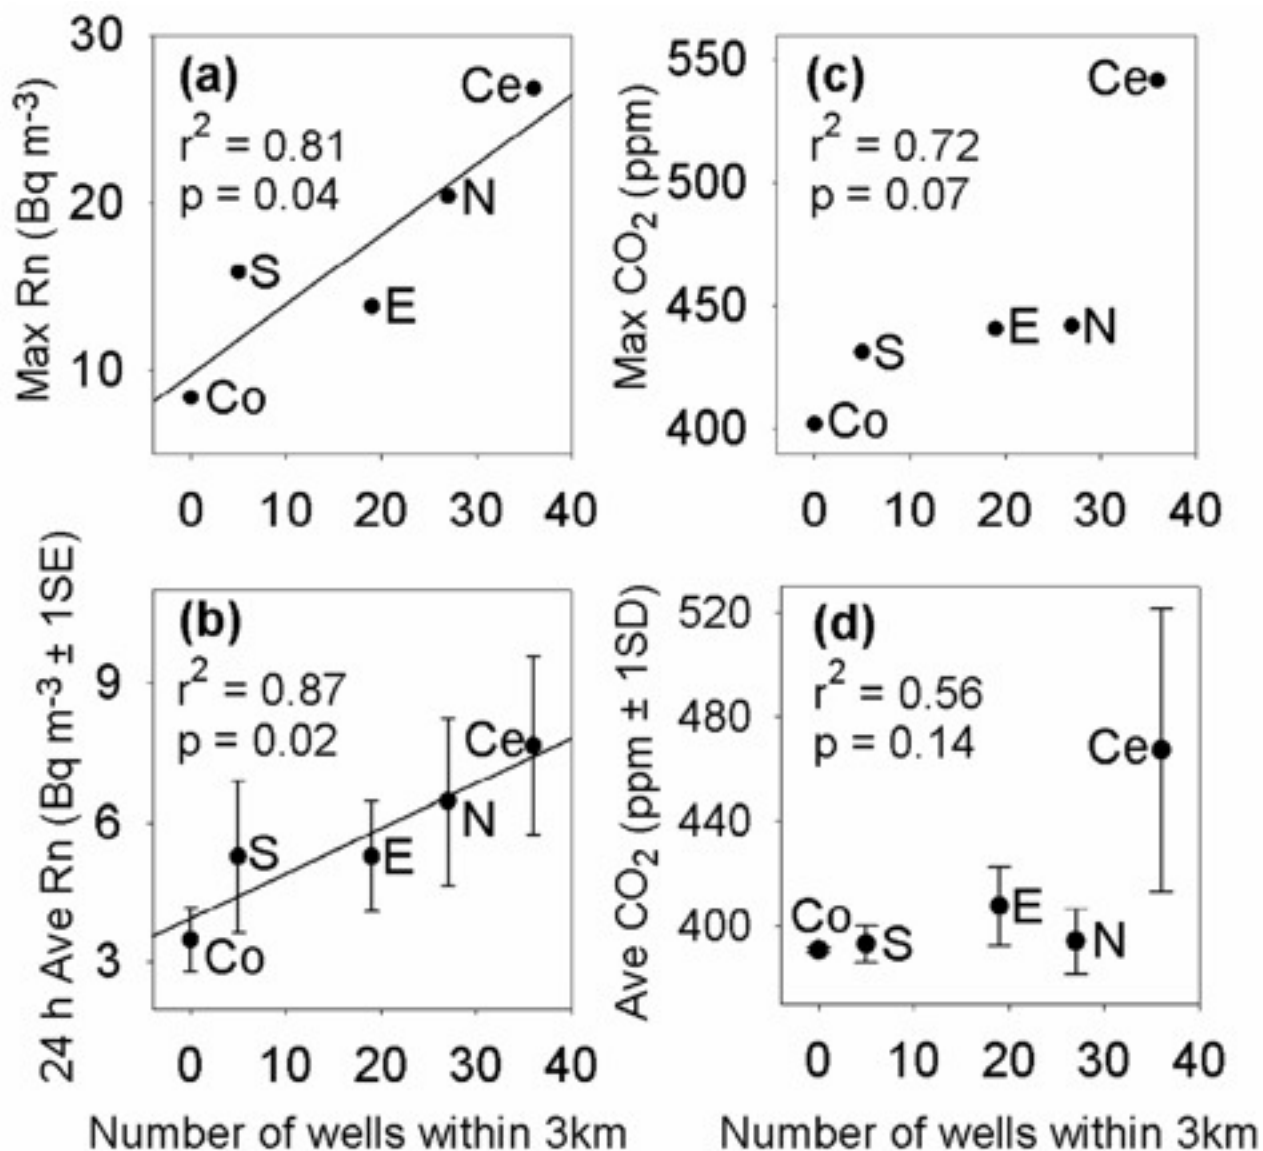 Max Rn (Bq m-3)
30
20
10
(a)
r2 = 0.81
p = 0.04
Ce
N
S
E
Co
0 10 20 30 40
Max CO2 (ppm)
550
500
450
400
(c)
r2 = 0.72
p = 0.07
Ce
E
N
S
Co
0 10 20 30 40
24 h Ave Rn (Bq m-3 ± 1SE)
9
6
3
(b)
r2 = 0.87
p = 0.02
Ce
N
S
E
Co
0 10 20 30 40
Number of wells within 3km
Ave CO2 (ppm ± 1SD)
520
480
440
400
(d)
r2 = 0.56
p = 0.14
Ce
Co
S
E
N
0 10 20 30 40
Number of wells within 3km